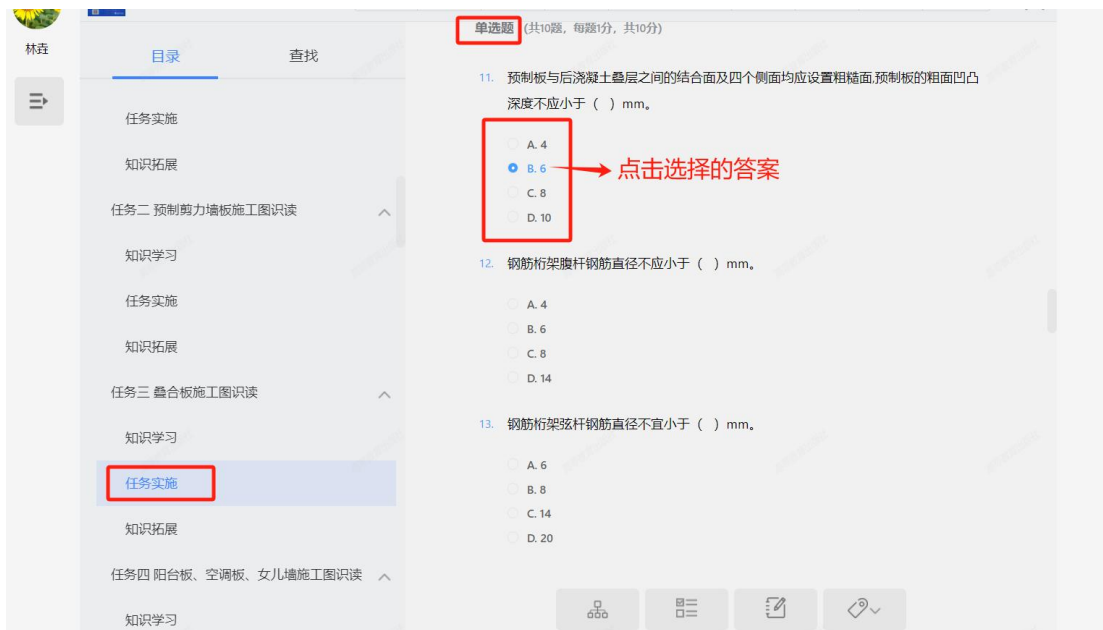 林垚
目录
查找
任务实施
知识拓展
任务二 预制剪力墙板施工图识读
知识学习
任务实施
知识拓展
任务三 叠合板施工图识读
知识学习
任务实施
知识拓展
任务四 阳台板、空调板、女儿墙施工图识读
知识学习
单选题 (共10题, 每题1分, 共10分)
11. 预制板与后浇凝土叠层之间的结合面及四个侧面均应设置粗糙面,预制板的粗面凹凸
深度不应小于 ( ) mm。
A. 4
B. 6
点击选择的答案
C. 8
D. 10
12. 钢筋桁架腹杆钢筋直径不应小于 ( ) mm。
A. 4
B. 6
C. 8
D. 14
13. 钢筋桁架弦杆钢筋直径不宜小于 ( ) mm。
A. 6
B. 8
C. 14
D. 20